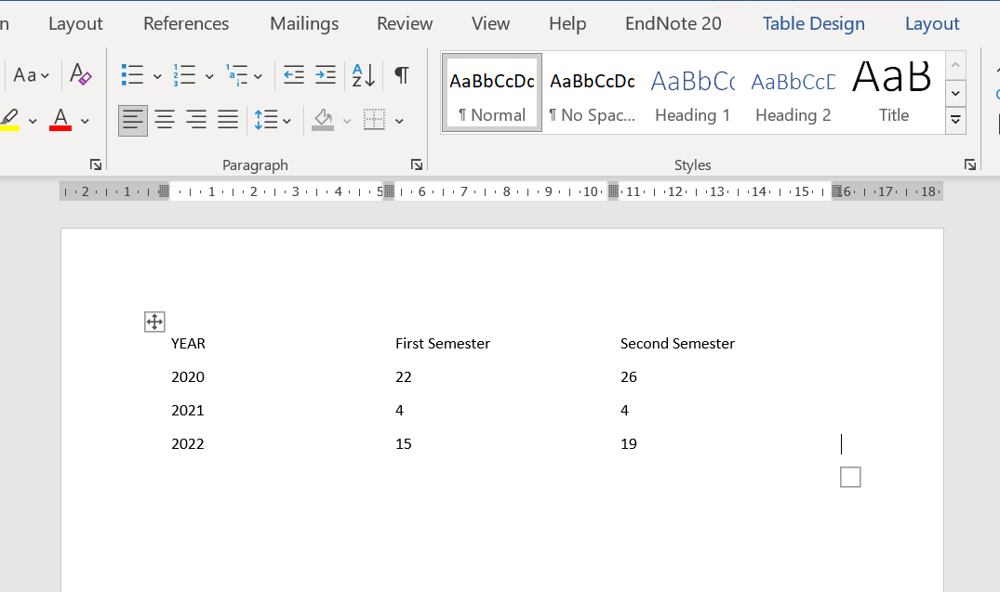 n Layout References Mailings Review View Help EndNote 20 Table Design Layout
Aa A A Z ¶
A AaBbCcDc AaBbCcDc AaBbCc AaBbCcD AaB
¶ Normal ¶ No Spac... Heading 1 Heading 2 Title
Paragraph Styles
2 1 1 2 3 4 5 6 7 8 9 10 11 12 13 14 15 16 17 18
YEAR First Semester Second Semester
2020 22 26
2021 4 4
2022 15 19